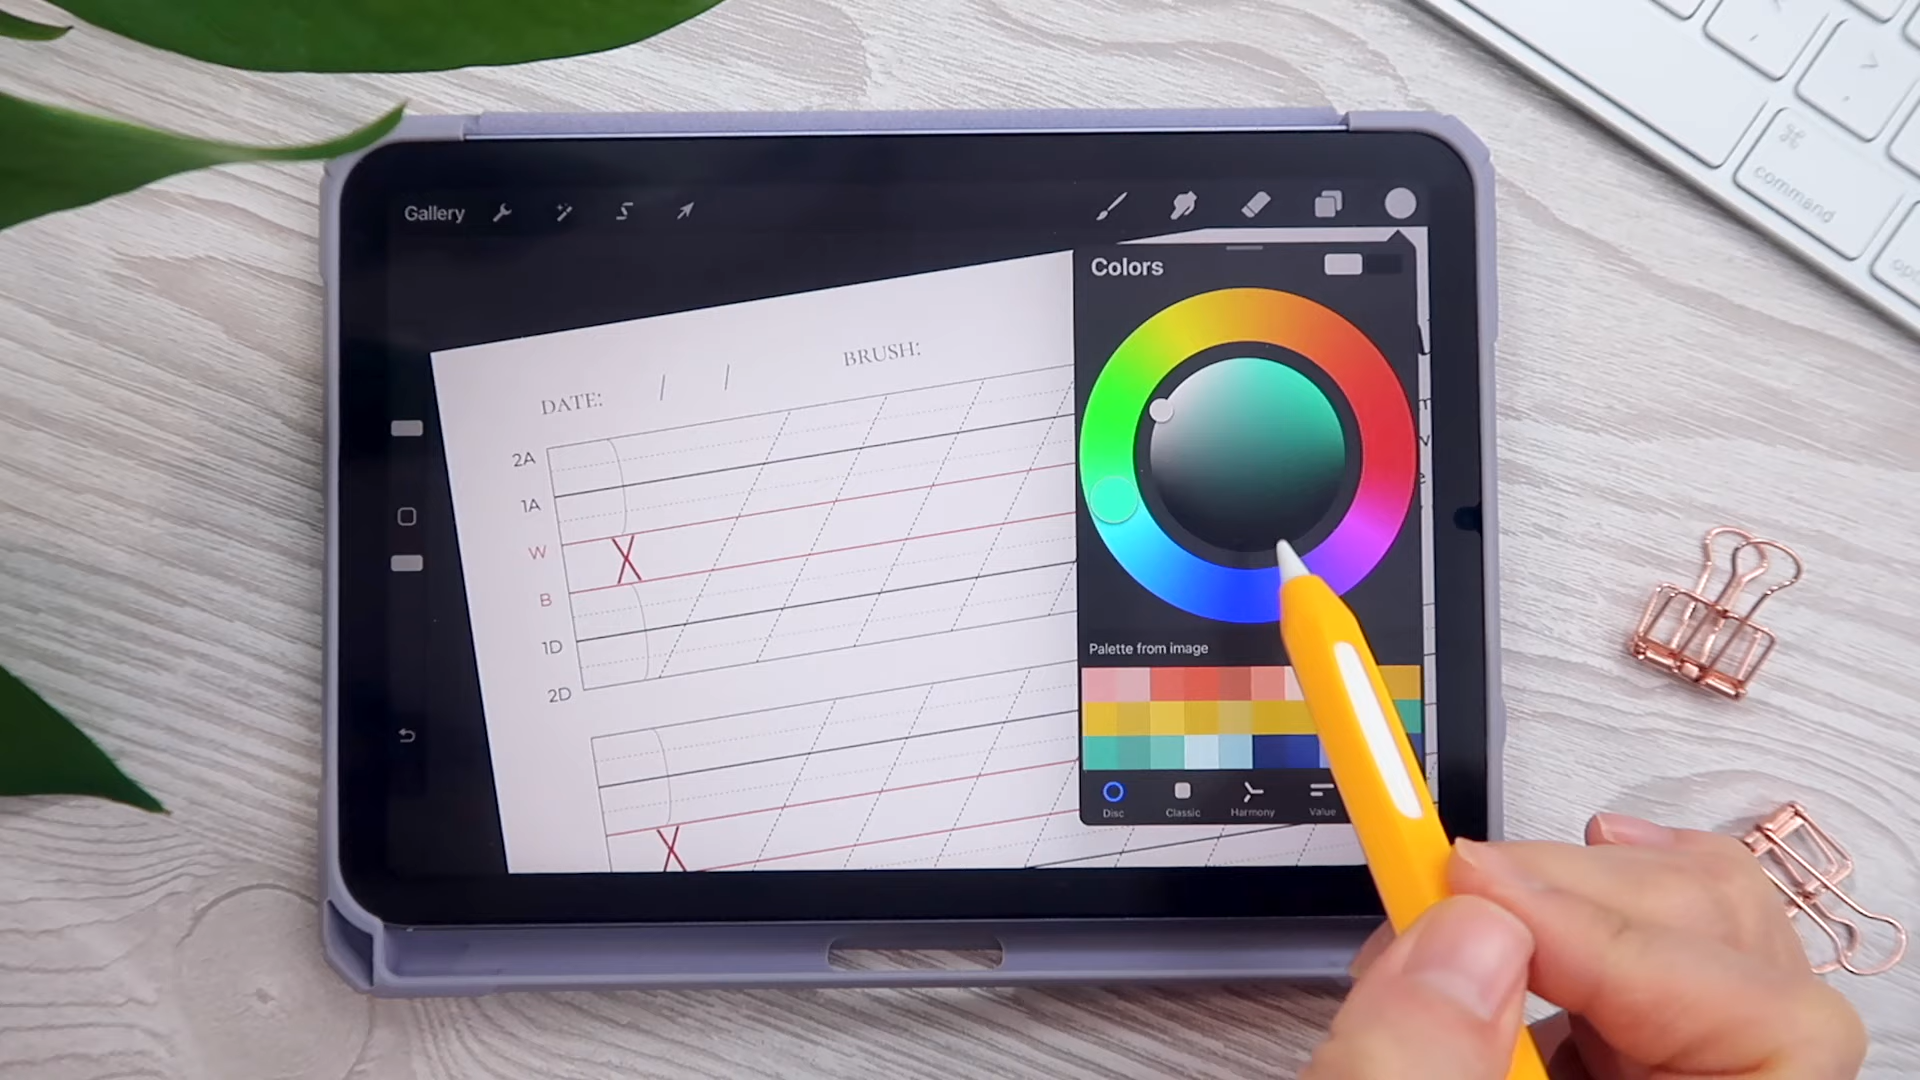 Gallery
Colors
DATE: / /
BRUSH:
2A
1A
W
X
B
1D
2D
X
Palette from image
Disc
Classic
Harmony
Value
⌘
command